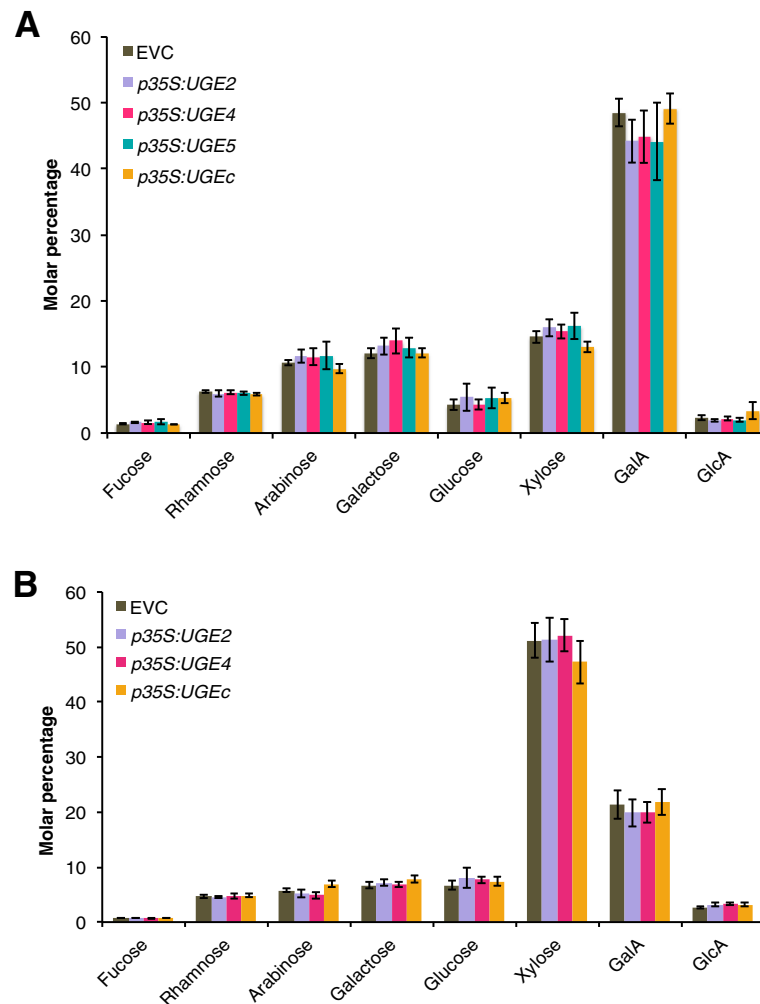 A
60
50
40
30
20
10
0
Molar percentage
EVC
p35S:UGE2
p35S:UGE4
p35S:UGE5
p35S:UGEc
Fucose
Rhamnose
Arabinose
Galactose
Glucose
Xylose
GalA
GlcA
B
60
50
40
30
20
10
0
Molar percentage
EVC
p35S:UGE2
p35S:UGE4
p35S:UGEc
Fucose
Rhamnose
Arabinose
Galactose
Glucose
Xylose
GalA
GlcA